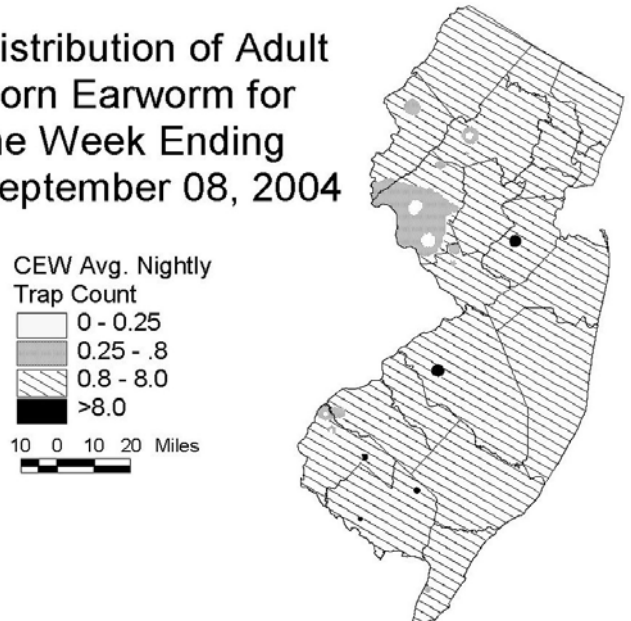 istribution of Adult
orn Earworm for
e Week Ending
eptember 08, 2004
CEW Avg. Nightly
Trap Count
0 - 0.25
0.25 - .8
0.8 - 8.0
>8.0
10 0 10 20 Miles